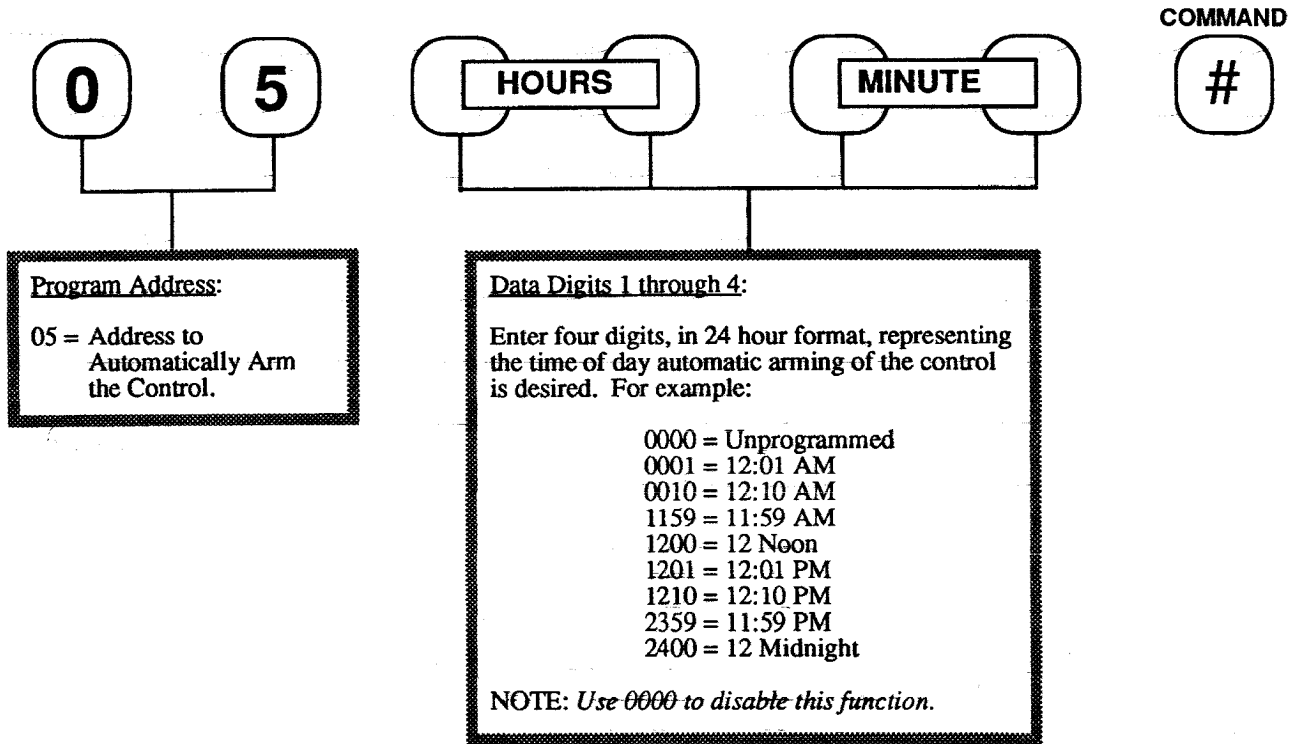 COMMAND
0 5 HOURS MINUTE #
Program Address:
05 = Address to
Automatically Arm
the Control.
Data Digits 1 through 4:
Enter four digits, in 24 hour format, representing
the time of day automatic arming of the control
is desired. For example:
0000 = Unprogrammed
0001 = 12:01 AM
0010 = 12:10 AM
1159 = 11:59 AM
1200 = 12 Noon
1201 = 12:01 PM
1210 = 12:10 PM
2359 = 11:59 PM
2400 = 12 Midnight
NOTE: Use 0000 to disable this function.